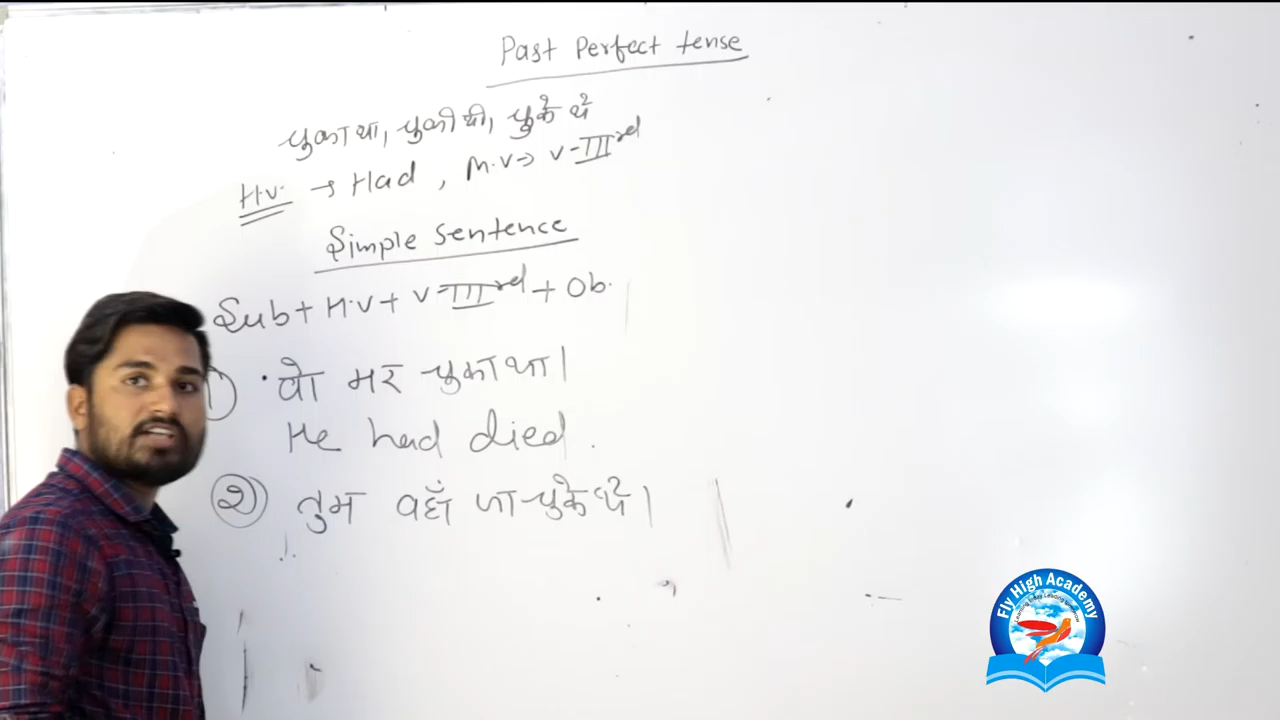 Past Perfect tense
चुका था, चुकी थी, चुके थे
H.V. → Had , M.V → V-IIIrd
Simple Sentence
Sub + H.V + V-IIIrd + Ob.
1) वो मर चुका था।
He had died.
2) तुम वहाँ जा चुके थे।
Fly High Academy